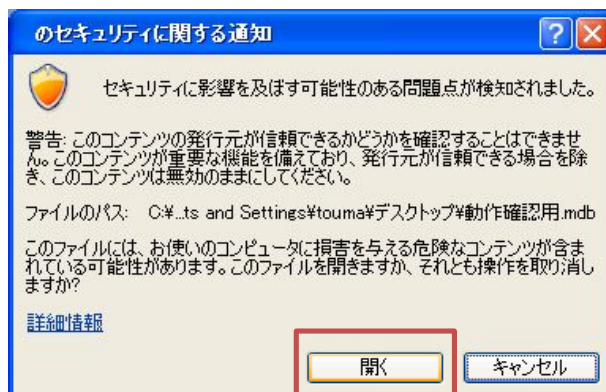 のセキュリティに関する通知
セキュリティに影響を及ぼす可能性のある問題点が検知されました。
警告: このコンテンツの発行元が信頼できるかどうかを確認することはできませ
ん。このコンテンツが重要な機能を備えており、発行元が信頼できる場合を除
き、このコンテンツは無効のままにしてください。
ファイルのパス: C:¥...ts and Settings¥touma¥デスクトップ¥動作確認用.mdb
このファイルには、お使いのコンピュータに損害を与える危険なコンテンツが含ま
れている可能性があります。このファイルを開きますか、それとも操作を取り消し
ますか?
詳細情報
開く
キャンセル